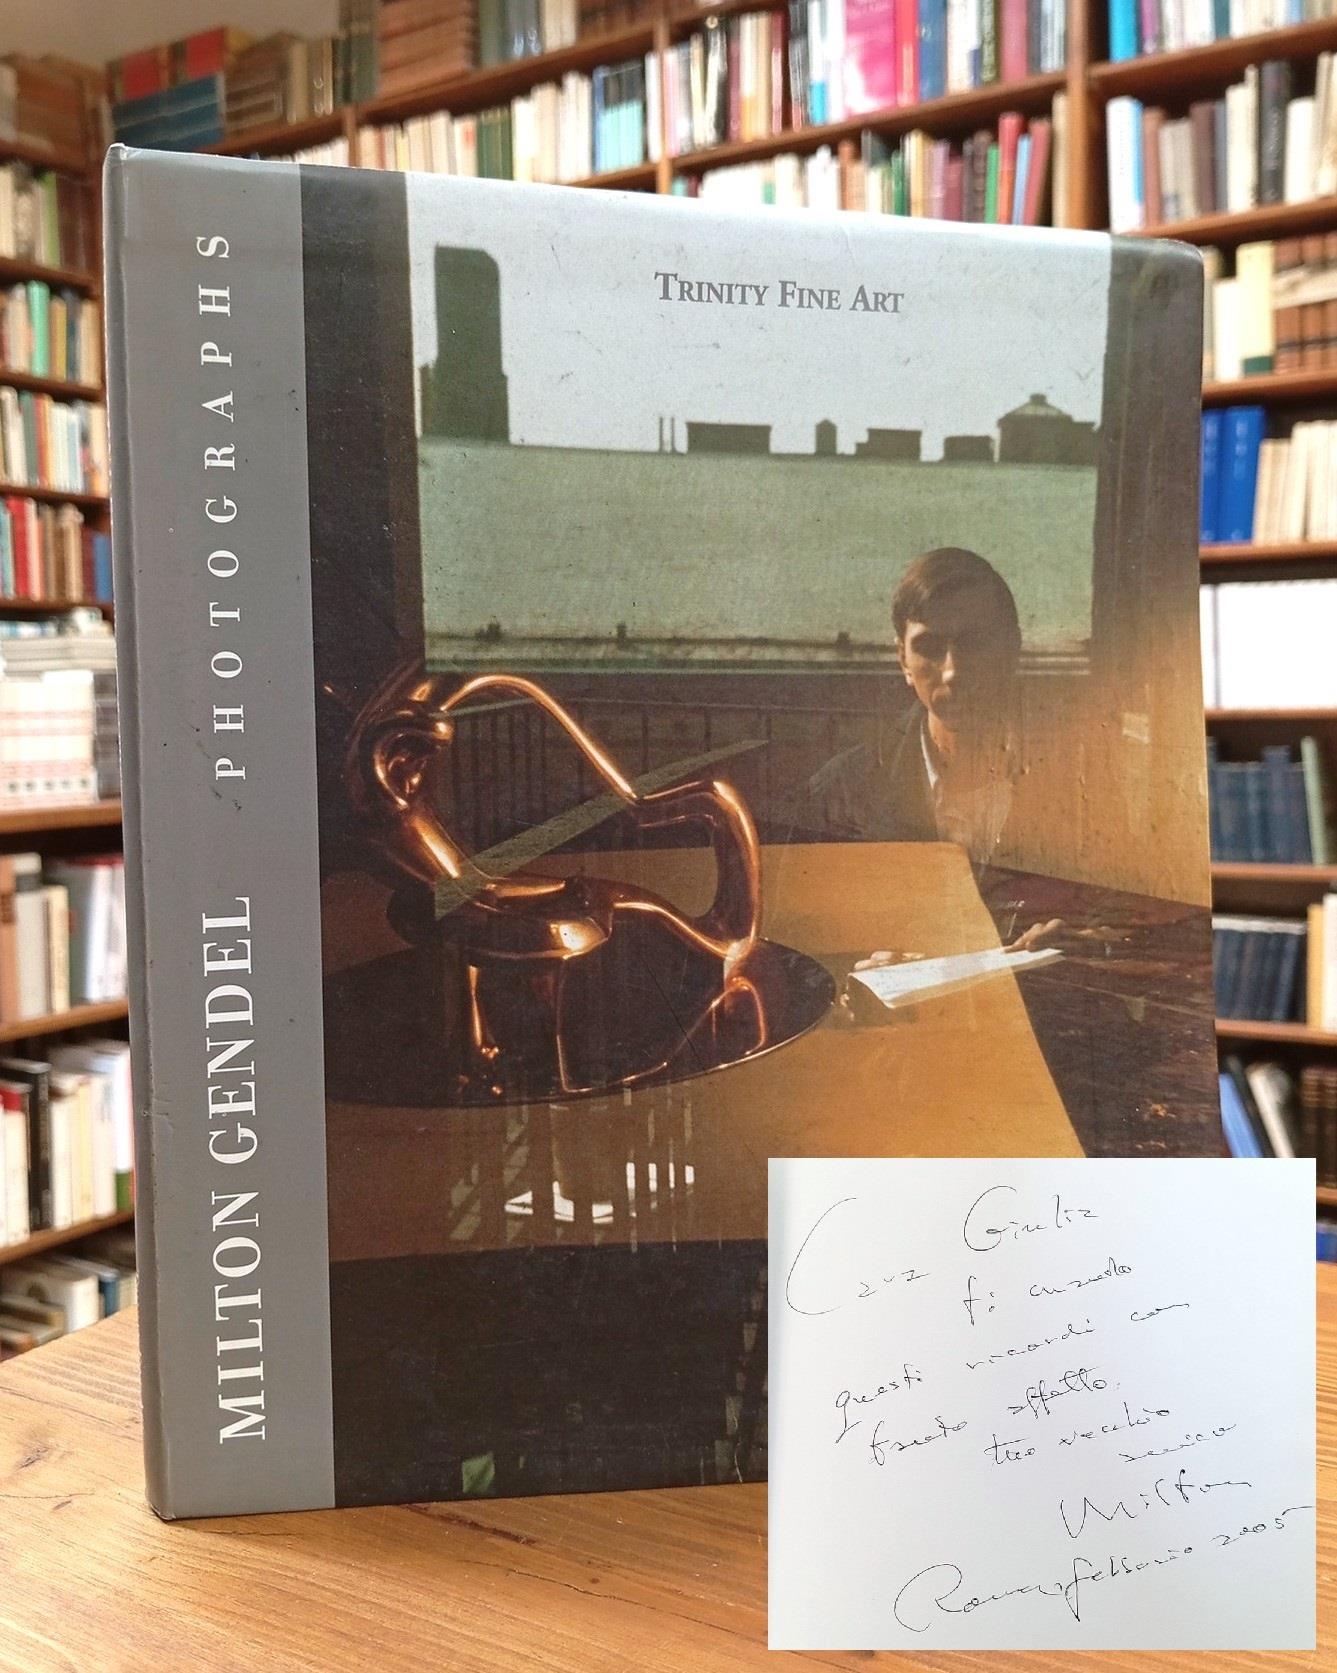 TRINITY FINE ART
MILTON GENDEL PHOTOGRAPHS
Cara Giulia
ti mando
questi ricordi con
tanto affetto.
tuo vecchio
amico
Milton
Roma, febbraio 2005